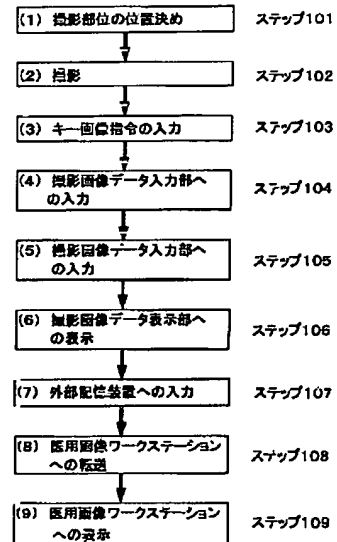 (1) 撮影部位の位置決め ステップ101
(2) 撮影 ステップ102
(3) キー画像指令の入力 ステップ103
(4) 撮影画像データ入力部へ
の入力 ステップ104
(5) 撮影画像データ入力部へ
の入力 ステップ105
(6) 撮影画像データ表示部へ
の表示 ステップ106
(7) 外部配信装置への入力 ステップ107
(8) 医用画像ワークステーション
への転送 ステップ108
(9) 医用画像ワークステーション
への表示 ステップ109